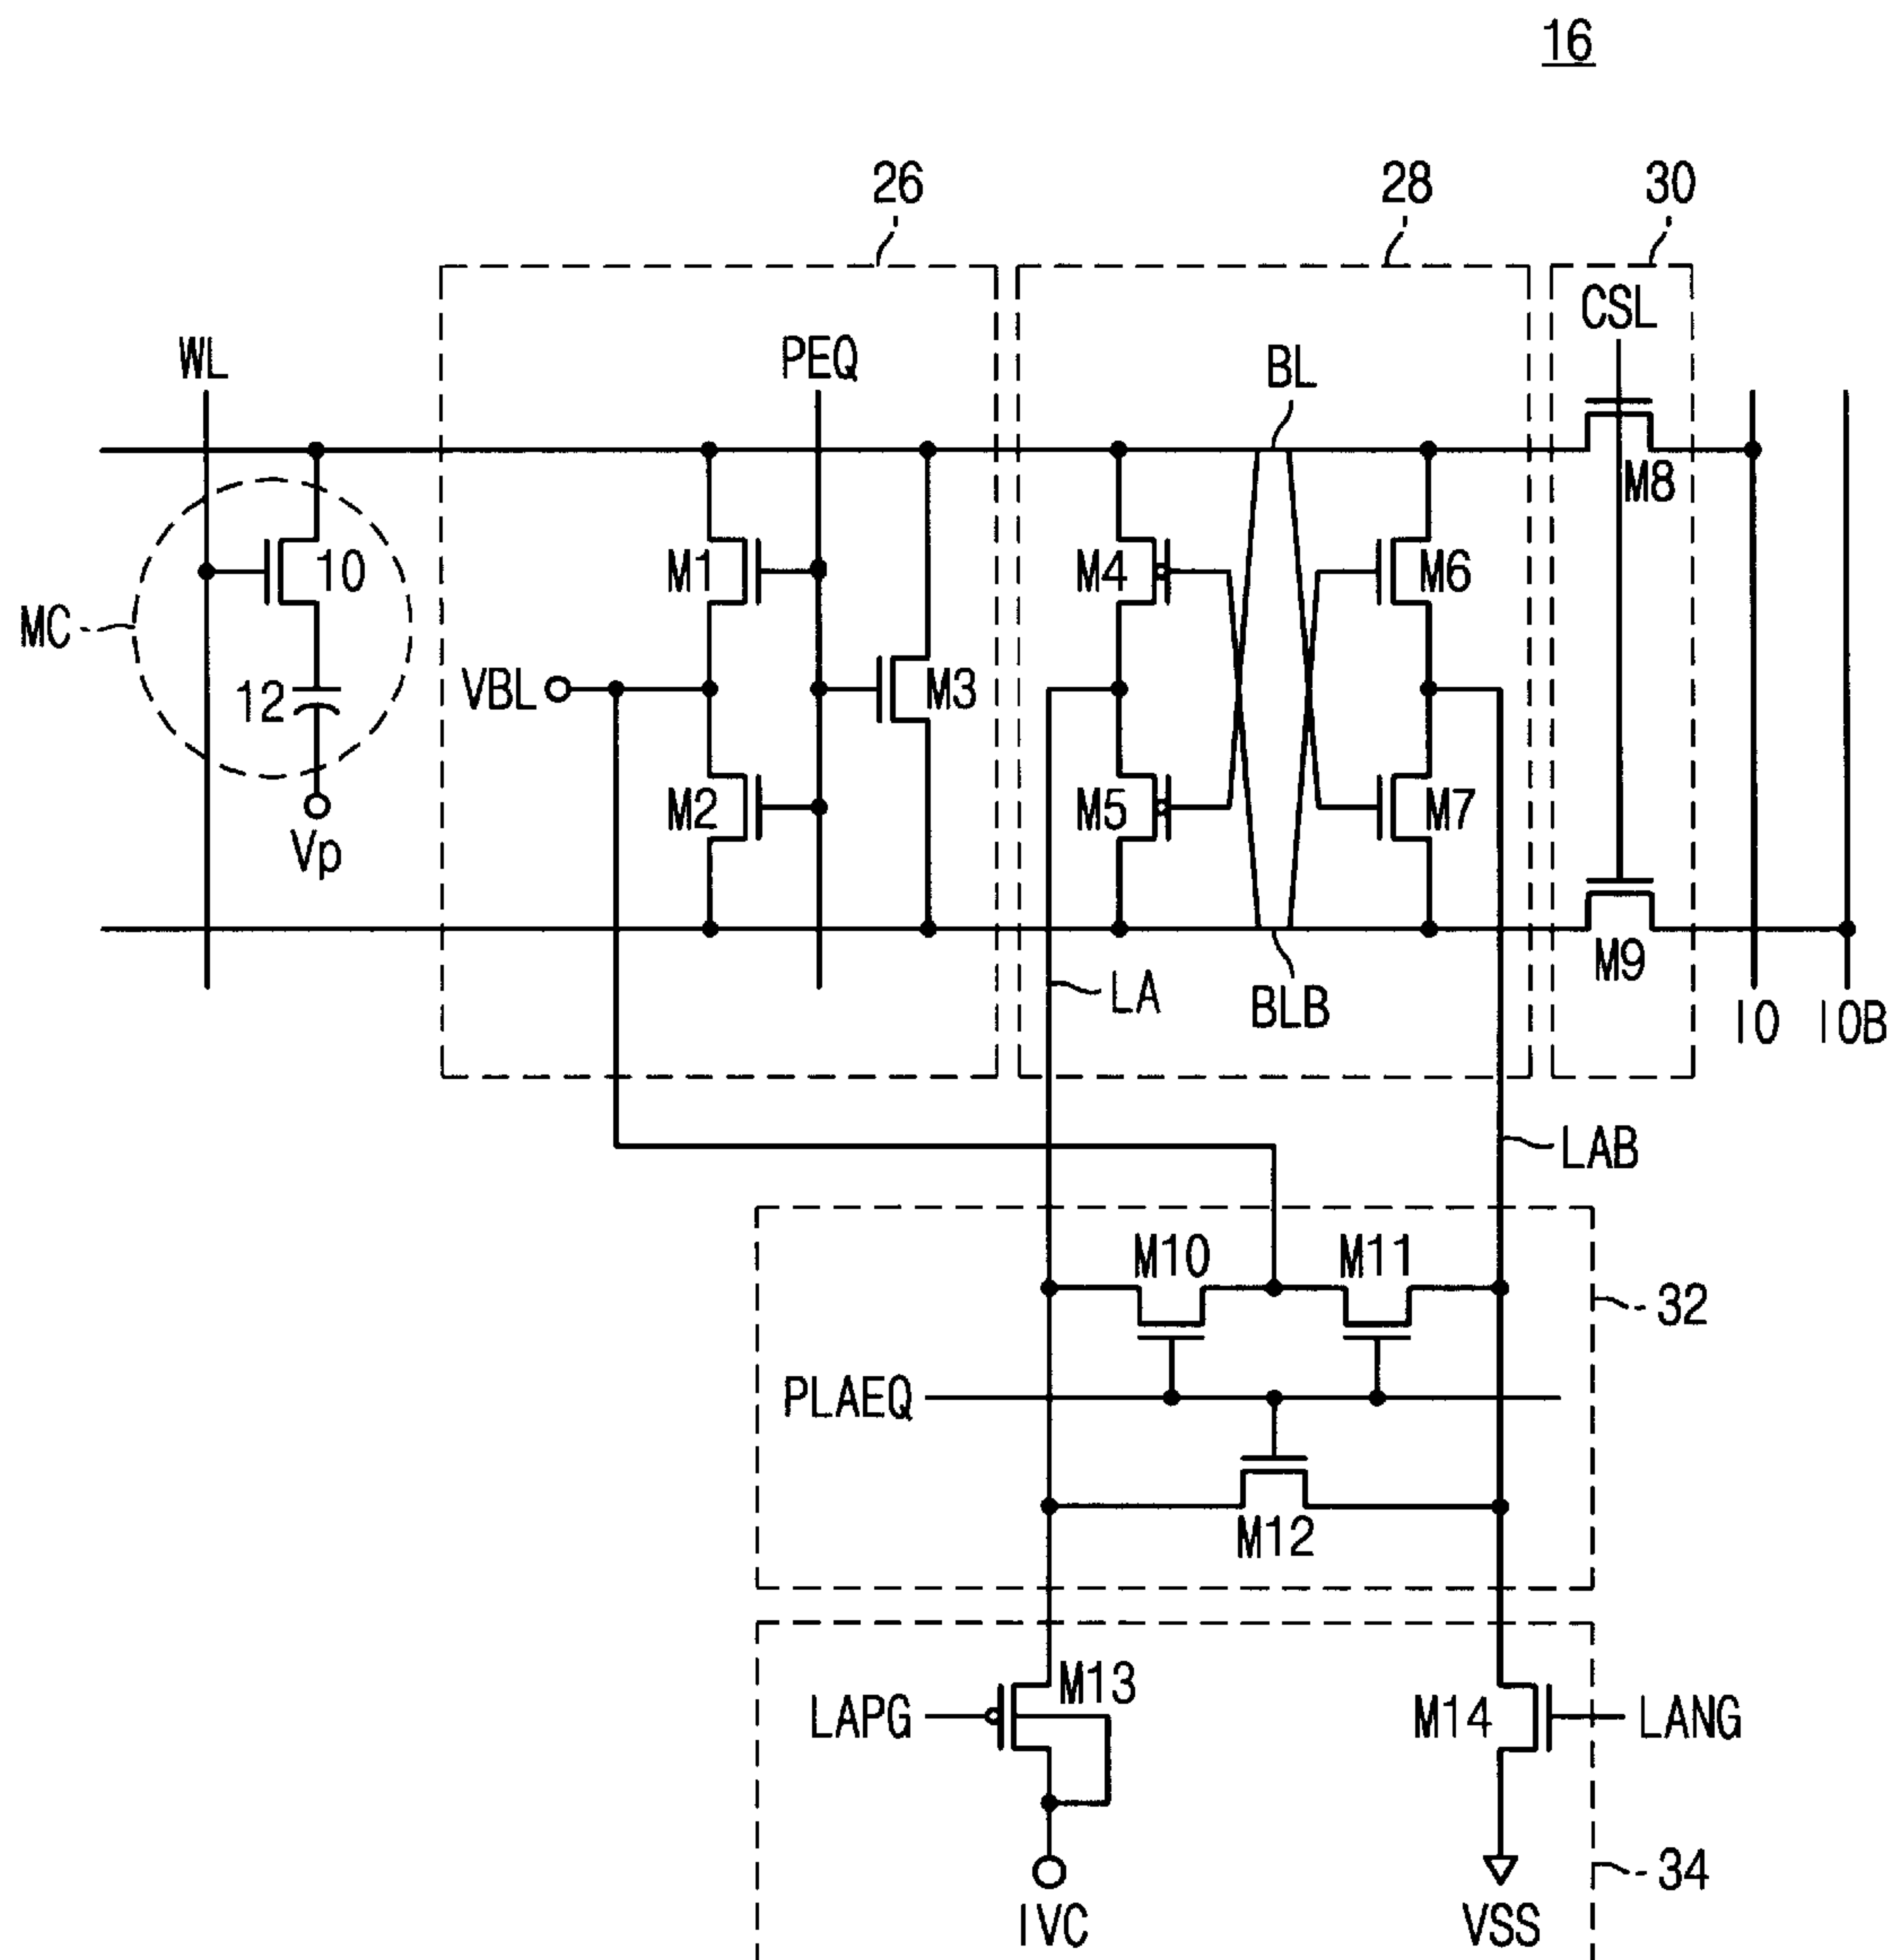 16
26
28
30
CSL
WL
PEQ
BL
M8
MC
10
M1
M4
M6
12
VBL
M3
Vp
M2
M5
M7
M9
LA
BLB
IO
IOB
LAB
M10
M11
32
PLAEQ
M12
M13
LAPG
M14
LANG
34
IVC
VSS